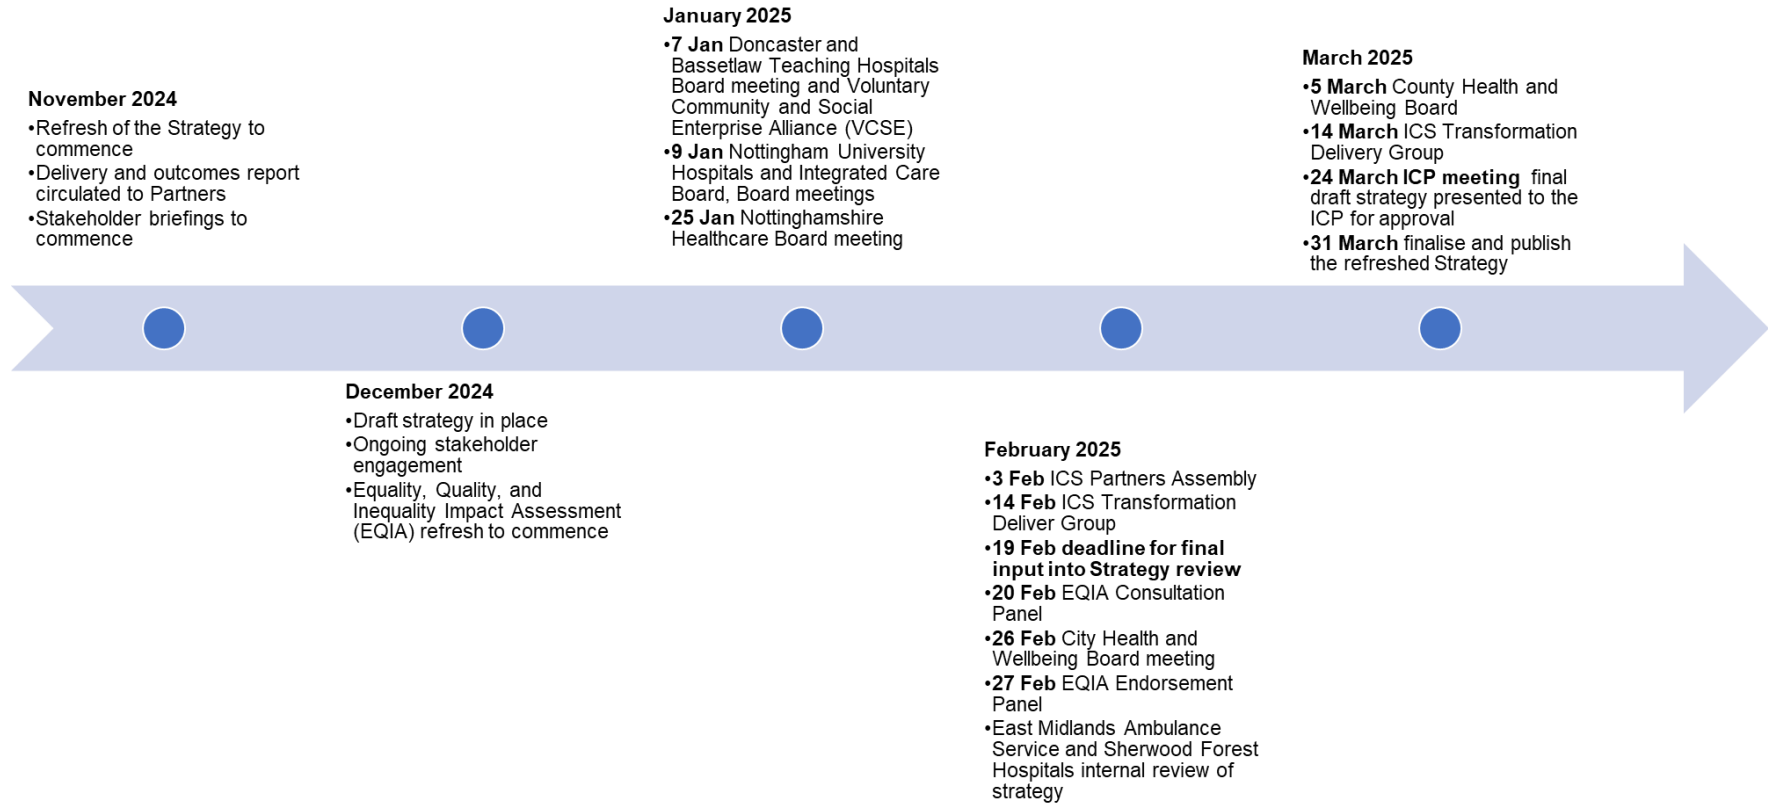 November 2024
•Refresh of the Strategy to
commence
•Delivery and outcomes report
circulated to Partners
•Stakeholder briefings to
commence
December 2024
•Draft strategy in place
•Ongoing stakeholder
engagement
•Equality, Quality, and
Inequality Impact Assessment
(EQIA) refresh to commence
January 2025
•7 Jan Doncaster and
Bassetlaw Teaching Hospitals
Board meeting and Voluntary
Community and Social
Enterprise Alliance (VCSE)
•9 Jan Nottingham University
Hospitals and Integrated Care
Board, Board meetings
•25 Jan Nottinghamshire
Healthcare Board meeting
February 2025
•3 Feb ICS Partners Assembly
•14 Feb ICS Transformation
Deliver Group
•19 Feb deadline for final
input into Strategy review
•20 Feb EQIA Consultation
Panel
•26 Feb City Health and
Wellbeing Board meeting
•27 Feb EQIA Endorsement
Panel
•East Midlands Ambulance
Service and Sherwood Forest
Hospitals internal review of
strategy
March 2025
•5 March County Health and
Wellbeing Board
•14 March ICS Transformation
Delivery Group
•24 March ICP meeting final
draft strategy presented to the
ICP for approval
•31 March finalise and publish
the refreshed Strategy